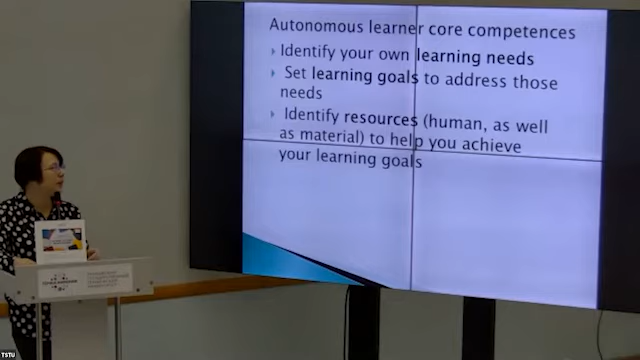 Autonomous learner core competences
Identify your own learning needs
Set learning goals to address those
needs
Identify resources (human, as well
as material) to help you achieve
your learning goals
TSTU